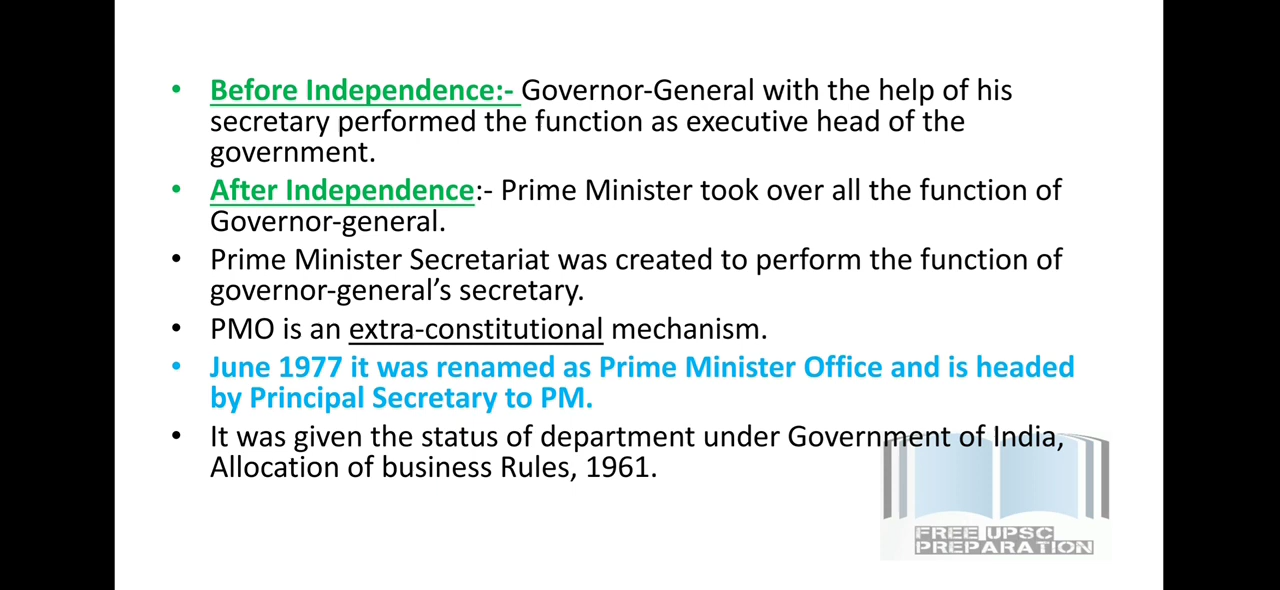 • Before Independence:- Governor-General with the help of his
secretary performed the function as executive head of the
government.
• After Independence:- Prime Minister took over all the function of
Governor-general.
• Prime Minister Secretariat was created to perform the function of
governor-general’s secretary.
• PMO is an extra-constitutional mechanism.
• June 1977 it was renamed as Prime Minister Office and is headed
by Principal Secretary to PM.
• It was given the status of department under Government of India,
Allocation of business Rules, 1961.
FREE UPSC
PREPARATION